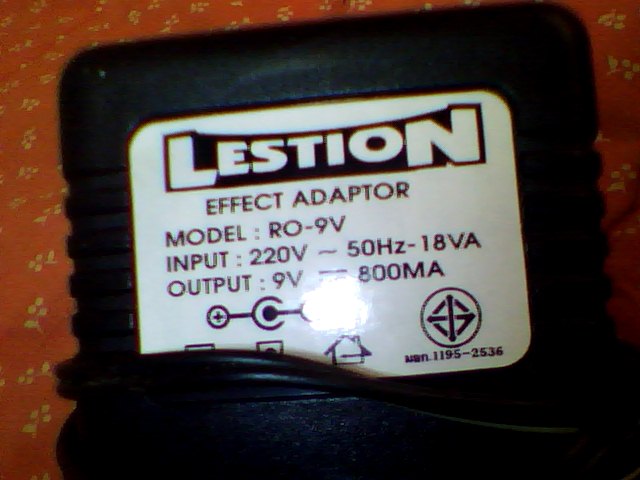 LESTION
EFFECT ADAPTOR
MODEL : RO-9V
INPUT : 220V ~ 50Hz-18VA
OUTPUT : 9V ⎓ 800MA
มอก.1195-2536